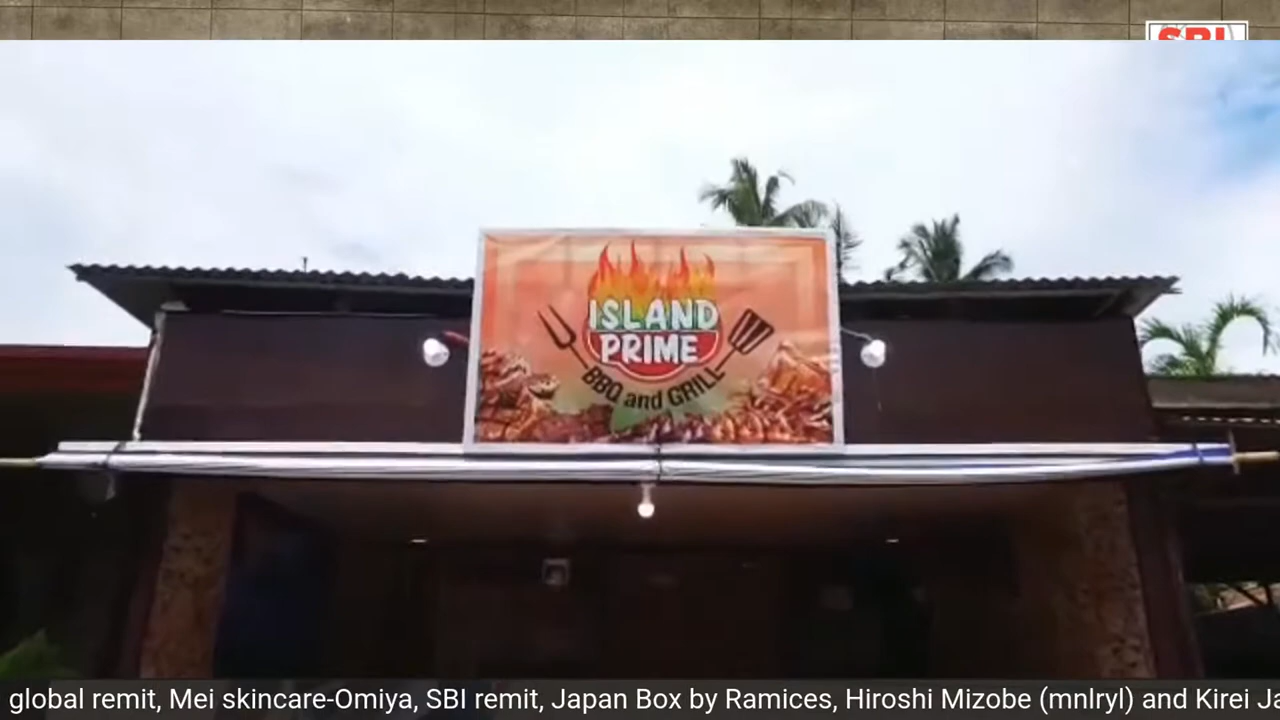 SBI
ISLAND
PRIME
BBQ and GRILL
global remit, Mei skincare-Omiya, SBI remit, Japan Box by Ramices, Hiroshi Mizobe (mnlryl) and Kirei Ja